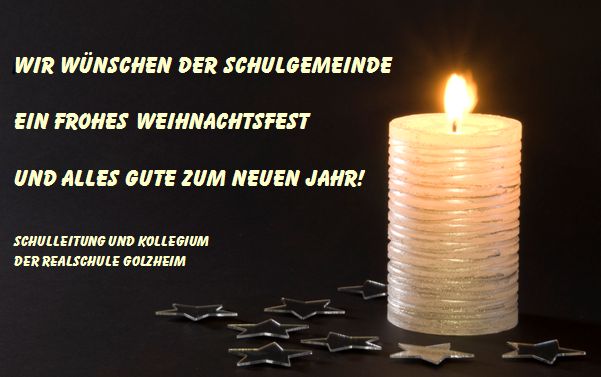 WIR WÜNSCHEN DER SCHULGEMEINDE
EIN FROHES WEIHNACHTSFEST
UND ALLES GUTE ZUM NEUEN JAHR!
SCHULLEITUNG UND KOLLEGIUM
DER REALSCHULE GOLZHEIM